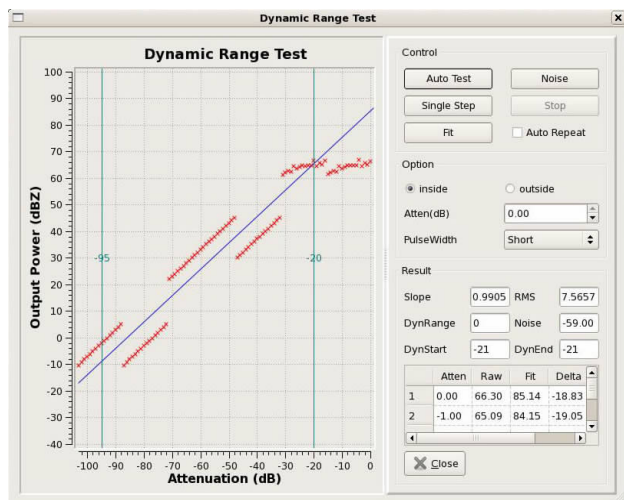 Dynamic Range Test
Dynamic Range Test
100
90
80
70
60
50
40
30
20
10
0
-10
-20
-30
-40
Output Power (dBZ)
-95
-20
-100 -90 -80 -70 -60 -50 -40 -30 -20 -10 0
Attenuation (dB)
Control
Auto Test Noise
Single Step Stop
Fit Auto Repeat
Option
inside outside
Atten(dB) 0.00
PulseWidth Short
Result
Slope 0.9905 RMS 7.5657
DynRange 0 Noise -59.00
DynStart -21 DynEnd -21
Atten Raw Fit Delta
1 0.00 66.30 85.14 -18.83
2 -1.00 65.09 84.15 -19.05
Close